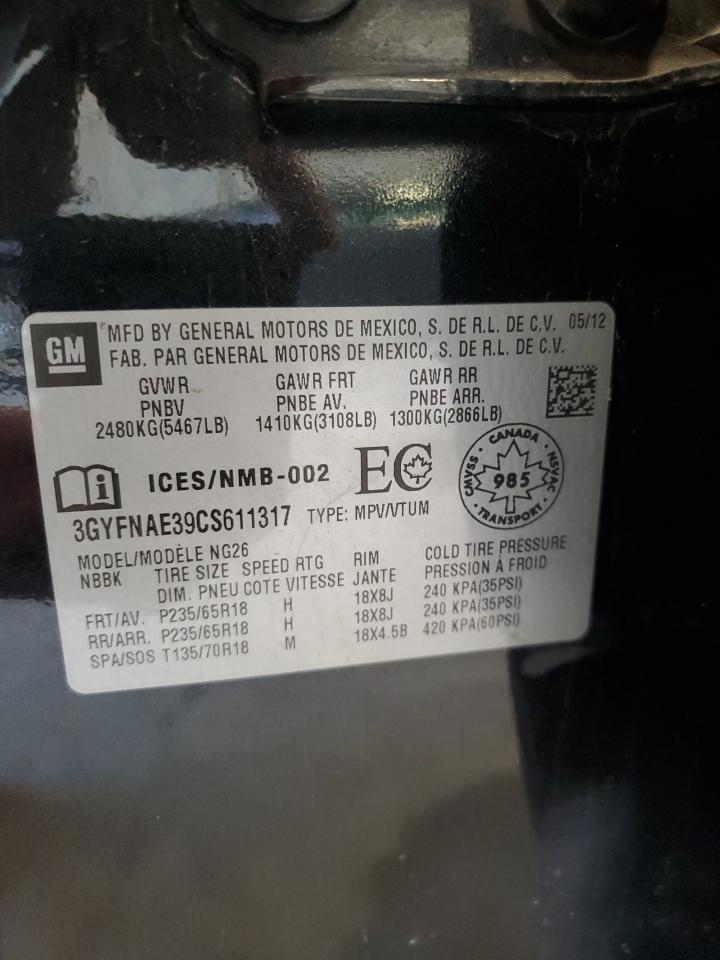 GM
*MFD BY GENERAL MOTORS DE MEXICO, S. DE R.L. DE C.V. 05/12
FAB. PAR GENERAL MOTORS DE MEXICO, S. DE R.L. DE C.V.
GVWR GAWR FRT GAWR RR
PNBV PNBE AV. PNBE ARR.
2480KG(5467LB) 1410KG(3108LB) 1300KG(2866LB)
i ICES/NMB-002 EC CANADA CMVSS NSVAC 985 TRANSPORT
3GYFNAE39CS611317 TYPE: MPV/VTUM
MODEL/MODÈLE NG26
NBBK TIRE SIZE SPEED RTG RIM COLD TIRE PRESSURE
DIM. PNEU COTE VITESSE JANTE PRESSION À FROID
FRT/AV. P235/65R18 H 18X8J 240 KPA(35PSI)
RR/ARR. P235/65R18 H 18X8J 240 KPA(35PSI)
SPA/SOS T135/70R18 M 18X4.5B 420 KPA(60PSI)